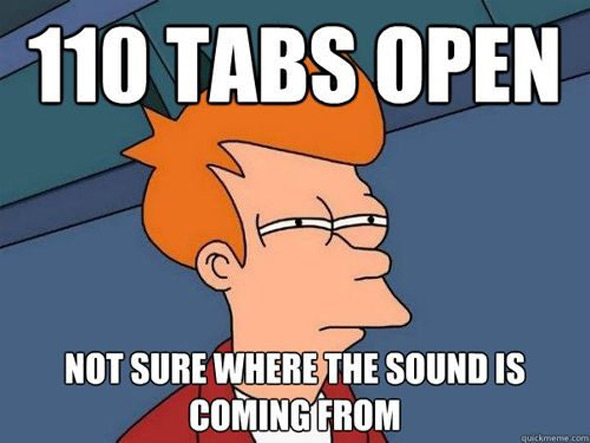 110 TABS OPEN
NOT SURE WHERE THE SOUND IS
COMING FROM
quickmeme.com